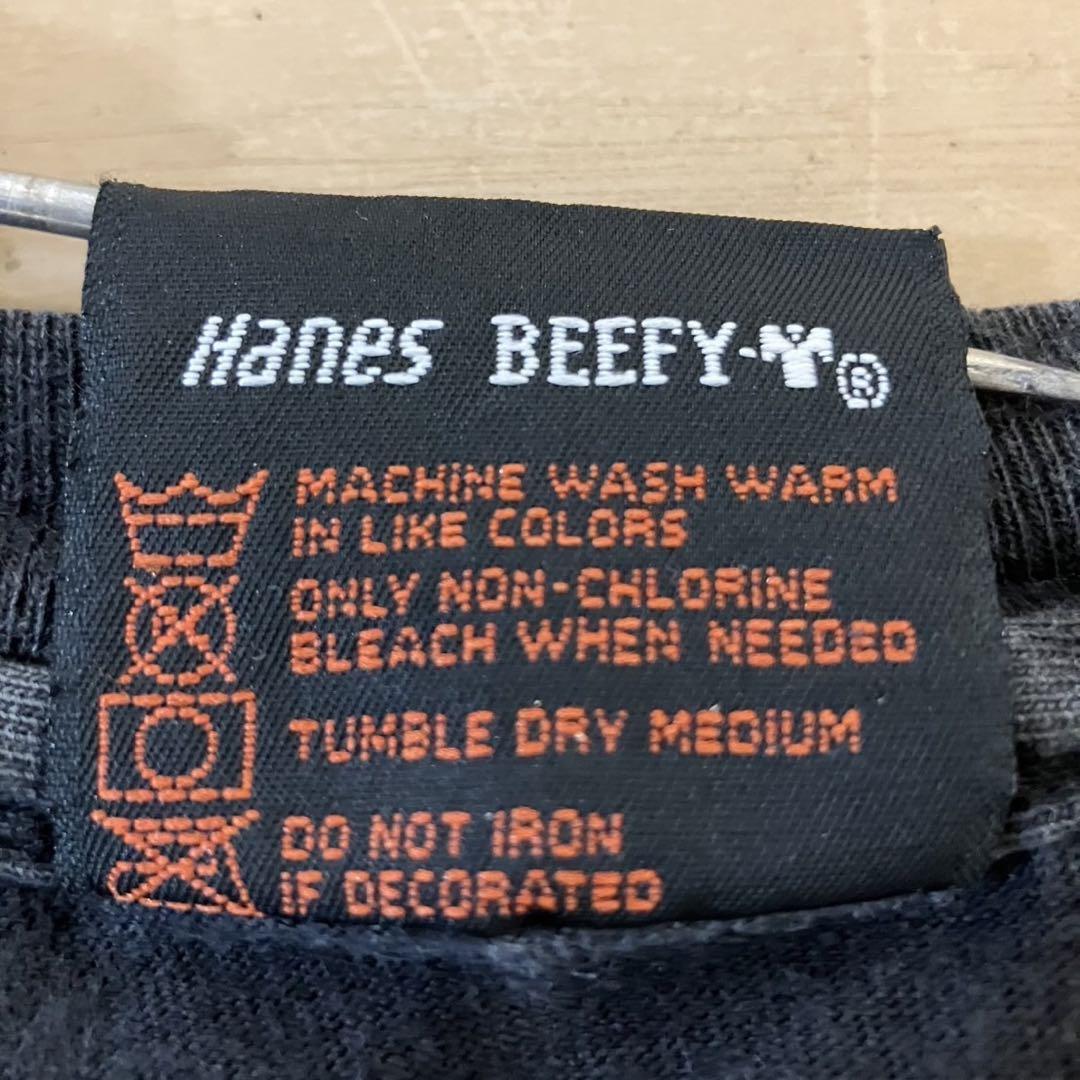 Hanes BEEFY-T®
MACHINE WASH WARM
IN LIKE COLORS
ONLY NON-CHLORINE
BLEACH WHEN NEEDED
TUMBLE DRY MEDIUM
DO NOT IRON
IF DECORATED